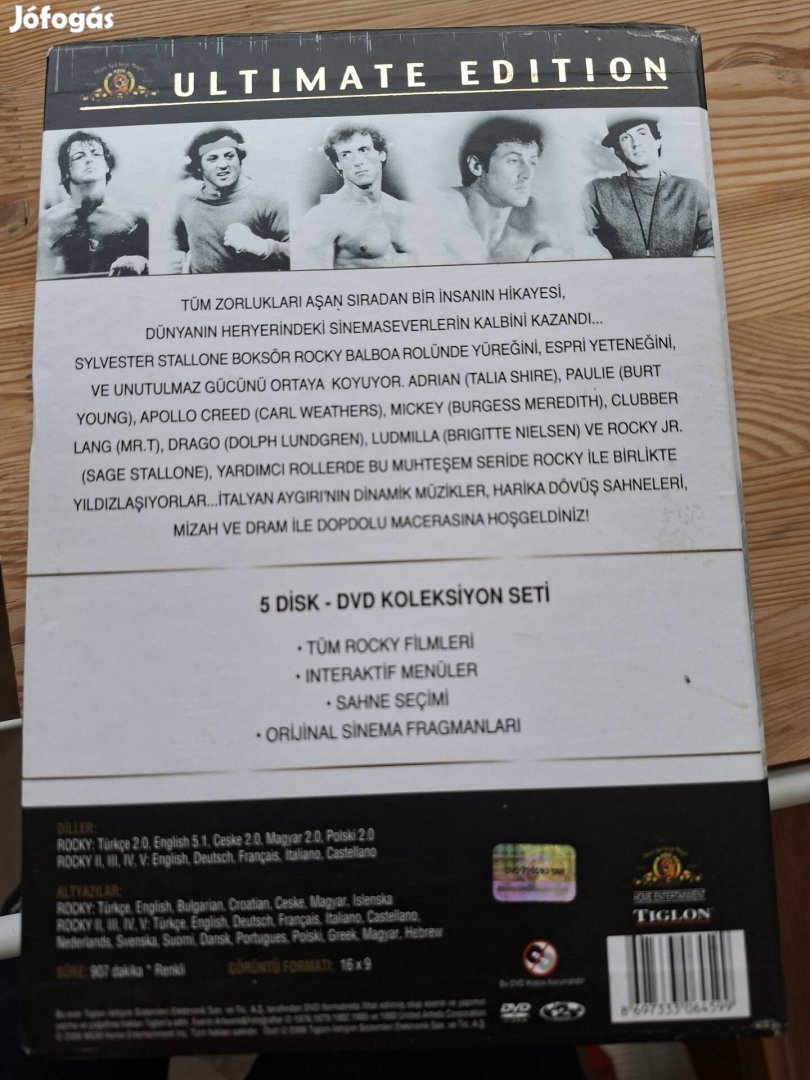 Jófogás
ULTIMATE EDITION
TÜM ZORLUKLARI AŞAN SIRADAN BİR İNSANIN HİKAYESİ,
DÜNYANIN HERYERİNDEKİ SİNEMASEVERLERİN KALBİNİ KAZANDI...
SYLVESTER STALLONE BOKSÖR ROCKY BALBOA ROLÜNDE YÜREĞİNİ, ESPRİ YETENEĞİNİ,
VE UNUTULMAZ GÜCÜNÜ ORTAYA KOYUYOR. ADRIAN (TALIA SHIRE), PAULIE (BURT
YOUNG), APOLLO CREED (CARL WEATHERS), MICKEY (BURGESS MEREDITH), CLUBBER
LANG (MR.T), DRAGO (DOLPH LUNDGREN), LUDMILLA (BRIGITTE NIELSEN) VE ROCKY JR.
(SAGE STALLONE), YARDIMCI ROLLERDE BU MUHTEŞEM SERİDE ROCKY İLE BİRLİKTE
YILDIZLAŞIYORLAR...İTALYAN AYGIRI'NIN DİNAMİK MÜZİKLER, HARİKA DÖVÜŞ SAHNELERİ,
MİZAH VE DRAM İLE DOPDOLU MACERASINA HOŞGELDİNİZ!
5 DİSK - DVD KOLEKSİYON SETİ
• TÜM ROCKY FİLMLERİ
• INTERAKTİF MENÜLER
• SAHNE SEÇİMİ
• ORİJİNAL SİNEMA FRAGMANLARI
DİLLER:
ROCKY: Türkçe 2.0, English 5.1, Ceske 2.0, Magyar 2.0, Polski 2.0
ROCKY II, III, IV, V: English, Deutsch, Français, Italiano, Castellano
ALTYAZILAR:
ROCKY: Türkçe, English, Bulgarian, Croatian, Ceske, Magyar, Islenska
ROCKY II, III, IV, V: Türkçe, English, Deutsch, Français, Italiano, Castellano,
Nederlands, Svenska, Suomi, Dansk, Portugues, Polski, Greek, Magyar, Hebrew
SÜRE: 907 dakika * Renkli GÖRÜNTÜ FORMATI: 16 x 9
HOME ENTERTAINMENT
TIGLON
DVD
2
8 697333 064599